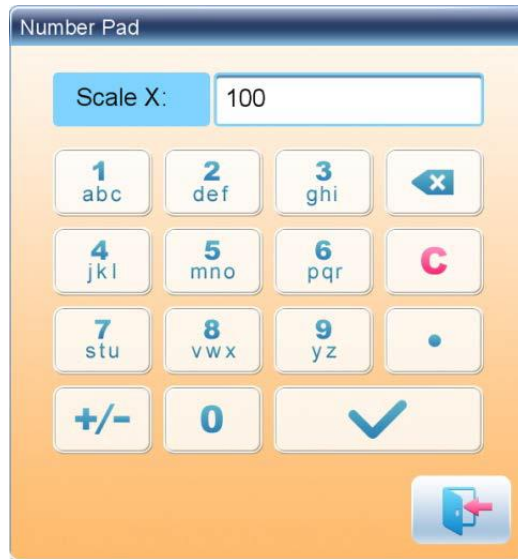 Number Pad
Scale X: 100
1 2 3
abc def ghi
4 5 6 C
jkl mno pqr
7 8 9 .
stu vwx yz
+/- 0